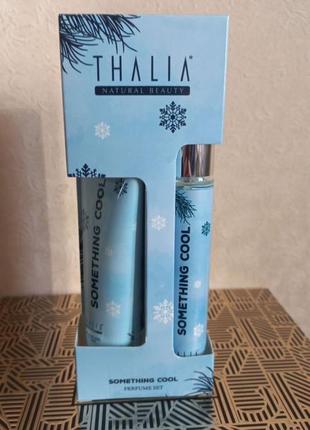 THALIA®
NATURAL BEAUTY
SOMETHING COOL
SOMETHING COOL
SOMETHING COOL
PERFUME SET